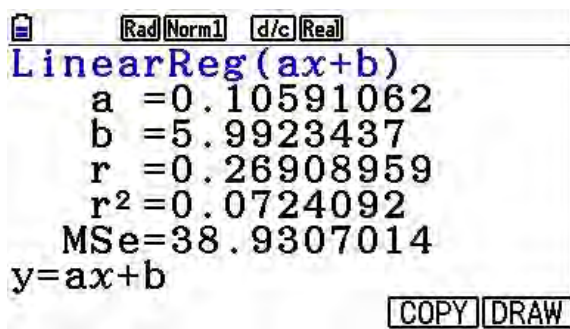 Rad Norm1 d/c Real
LinearReg(ax+b)
a =0.10591062
b =5.9923437
r =0.26908959
r²=0.0724092
MSe=38.9307014
y=ax+b
COPY DRAW